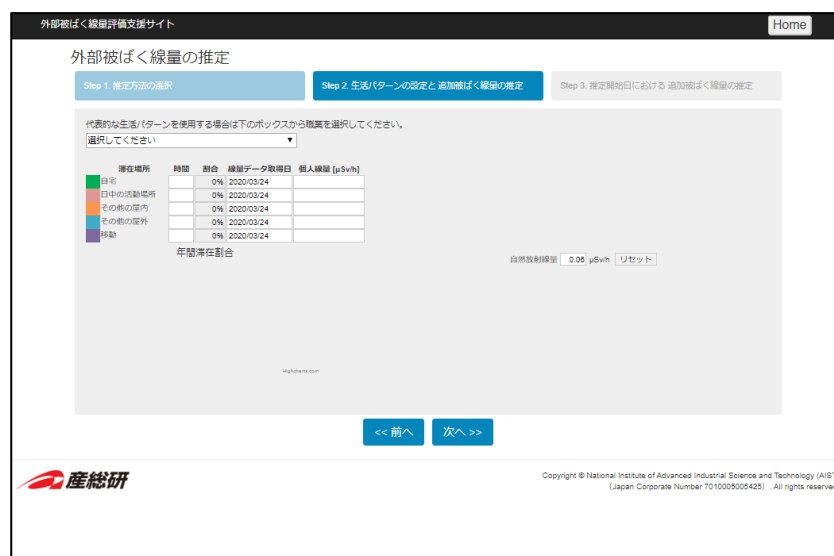 外部被ばく線量評価支援サイト
Home
外部被ばく線量の推定
Step 1. 推定方法の選択
Step 2. 生活パターンの設定と 追加被ばく線量の推定
Step 3. 推定開始日における 追加被ばく線量の推定
代表的な生活パターンを使用する場合は下のボックスから職業を選択してください。
選択してください
滞在場所 時間 割合 線量データ取得日 個人線量 [μSv/h]
自宅 0% 2020/03/24
日中の活動場所 0% 2020/03/24
その他の屋内 0% 2020/03/24
その他の屋外 0% 2020/03/24
移動 0% 2020/03/24
年間滞在割合
自然放射線量 0.06 μSv/h リセット
Highcharts.com
<< 前へ 次へ >>
産総研
Copyright © National Institute of Advanced Industrial Science and Technology (AIST
(Japan Corporate Number 7010005005425) . All rights reserve